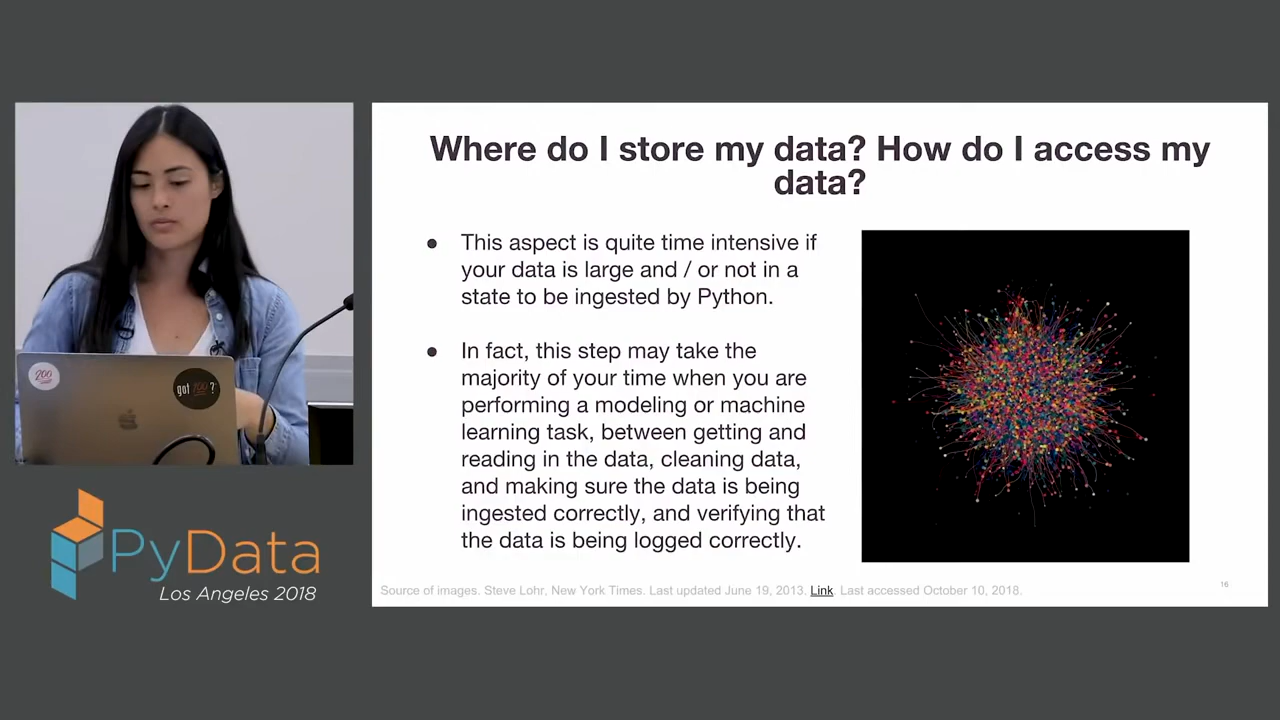 Where do I store my data? How do I access my
data?
● This aspect is quite time intensive if
your data is large and / or not in a
state to be ingested by Python.
● In fact, this step may take the
majority of your time when you are
performing a modeling or machine
learning task, between getting and
reading in the data, cleaning data,
and making sure the data is being
ingested correctly, and verifying that
the data is being logged correctly.
Source of images. Steve Lohr, New York Times. Last updated June 19, 2013. Link. Last accessed October 10, 2018.
16
200
got 100 ?
PyData
Los Angeles 2018